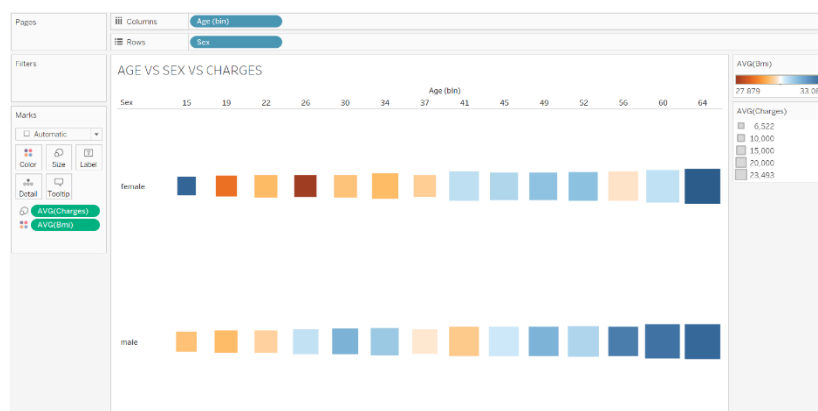 Pages
Columns
Age (bin)
Rows
Sex
Filters
AGE VS SEX VS CHARGES
Age (bin)
Sex 15 19 22 26 30 34 37 41 45 49 52 56 60 64
female
male
Marks
Automatic
Color Size Label
Detail Tooltip
AVG(Charges)
AVG(Bmi)
AVG(Bmi)
27.879
AVG(Charges)
6,522
10,000
15,000
20,000
23,493